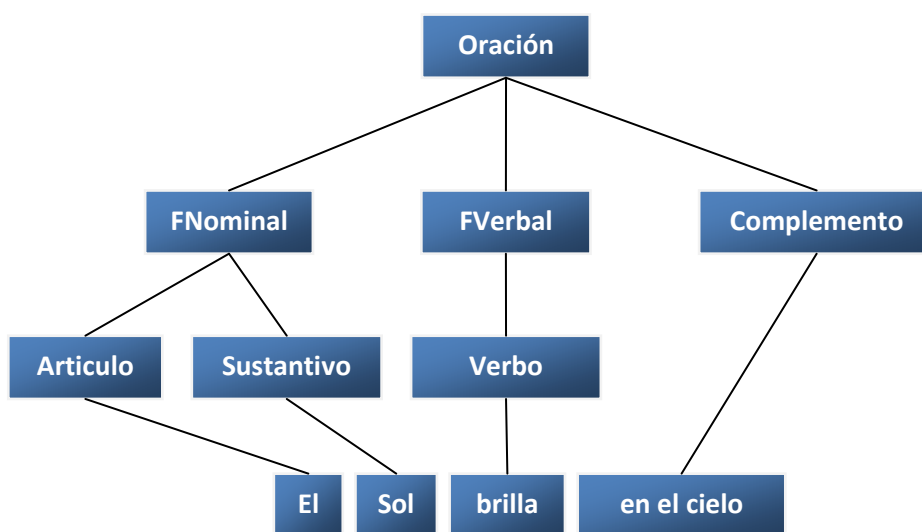 Oración
FNominal FVerbal Complemento
Articulo Sustantivo Verbo
El Sol brilla en el cielo